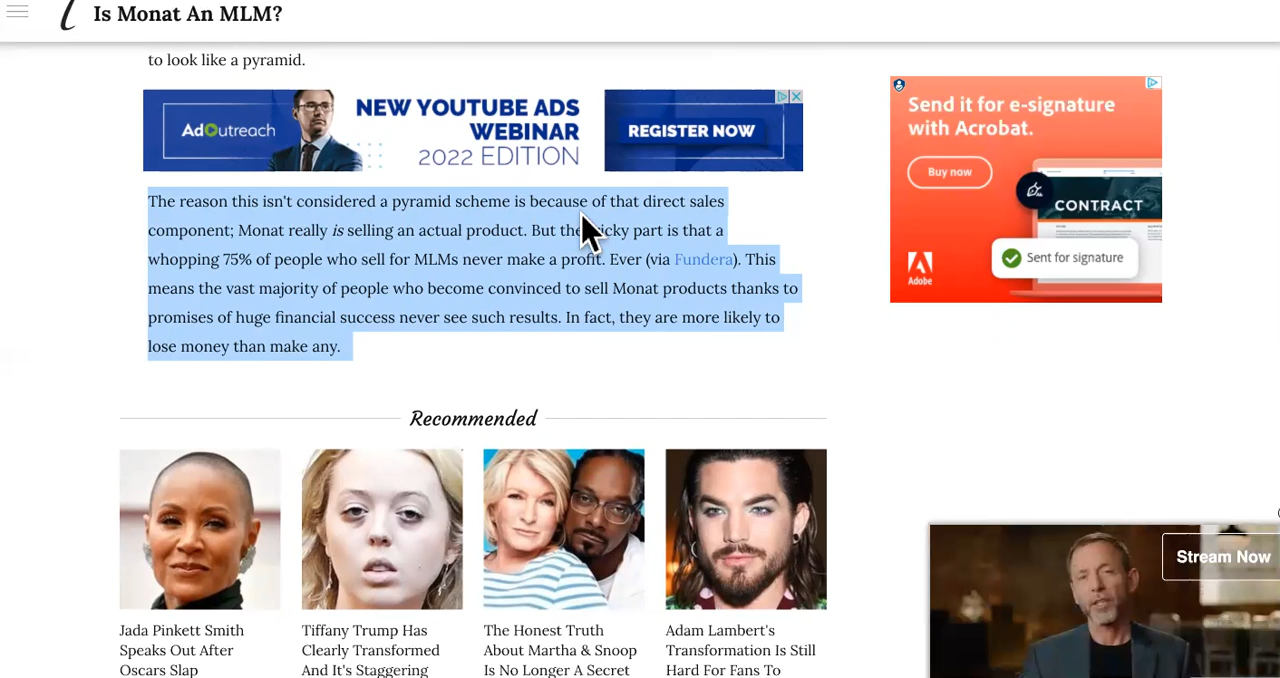 Is Monat An MLM?
to look like a pyramid.
AdOutreach
NEW YOUTUBE ADS
WEBINAR
2022 EDITION
REGISTER NOW
Send it for e-signature
with Acrobat.
Buy now
CONTRACT
Sent for signature
Adobe
The reason this isn't considered a pyramid scheme is because of that direct sales
component; Monat really is selling an actual product. But the part is that a
whopping 75% of people who sell for MLMs never make a profit. Ever (via Fundera). This
means the vast majority of people who become convinced to sell Monat products thanks to
promises of huge financial success never see such results. In fact, they are more likely to
lose money than make any.
Recommended
Jada Pinkett Smith
Speaks Out After
Oscars Slap
Tiffany Trump Has
Clearly Transformed
And It's Staggering
The Honest Truth
About Martha & Snoop
Is No Longer A Secret
Adam Lambert's
Transformation Is Still
Hard For Fans To
Stream Now